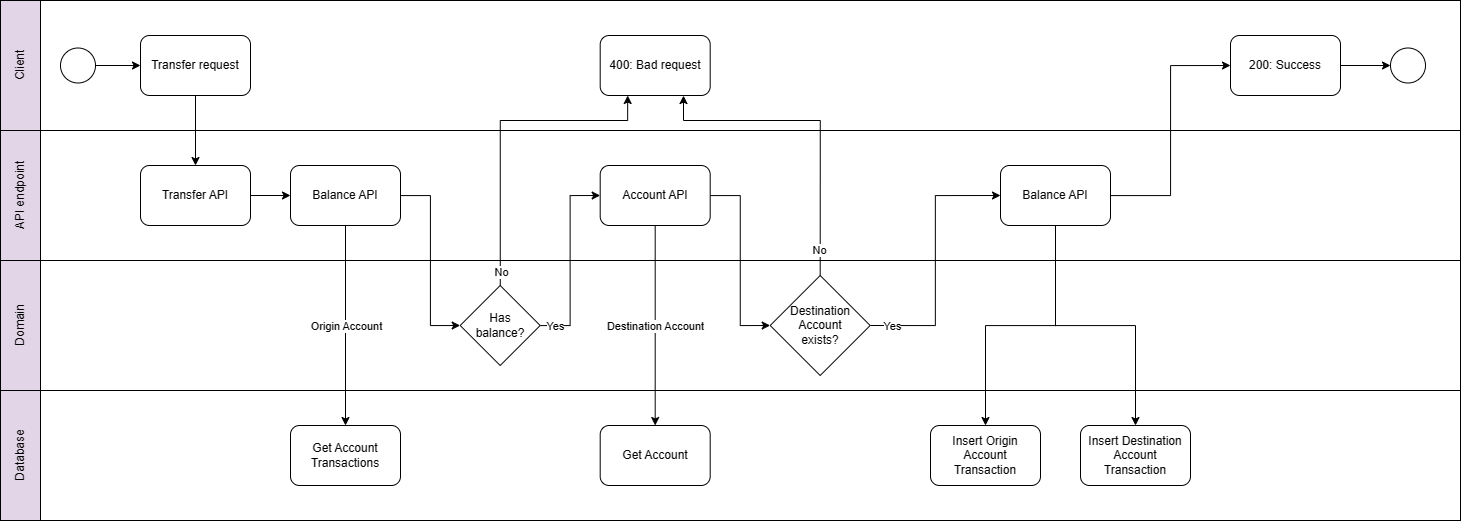 Client
Transfer request
400: Bad request
200: Success
API endpoint
Transfer API
Balance API
Account API
Balance API
No
No
Domain
Origin Account
Has
balance?
Yes
Destination Account
Destination
Account
exists?
Yes
Database
Get Account
Transactions
Get Account
Insert Origin
Account
Transaction
Insert Destination
Account
Transaction